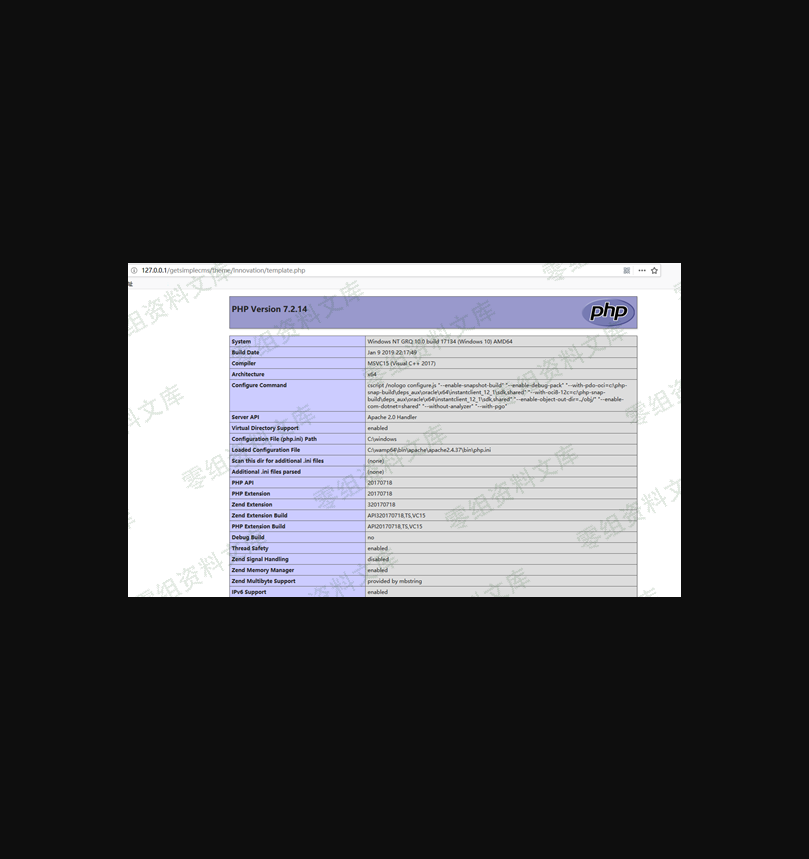 127.0.0.1/getsimplecms/theme/Innovation/template.php
PHP Version 7.2.14
php
System Windows NT GRQ 10.0 build 17134 (Windows 10) AMD64
Build Date Jan 9 2019 22:17:49
Compiler MSVC15 (Visual C++ 2017)
Architecture x64
Configure Command cscript /nologo configure.js "--enable-snapshot-build" "--enable-debug-pack" "--with-pdo-oci=c:\php-
snap-build\deps_aux\oracle\x64\instantclient_12_1\sdk,shared" "--with-oci8-12c=c:\php-snap-
build\deps_aux\oracle\x64\instantclient_12_1\sdk,shared" "--enable-object-out-dir=../obj/" "--enable-
com-dotnet=shared" "--without-analyzer" "--with-pgo"
Server API Apache 2.0 Handler
Virtual Directory Support enabled
Configuration File (php.ini) Path C:\windows
Loaded Configuration File C:\wamp64\bin\apache\apache2.4.37\bin\php.ini
Scan this dir for additional .ini files (none)
Additional .ini files parsed (none)
PHP API 20170718
PHP Extension 20170718
Zend Extension 320170718
Zend Extension Build API320170718,TS,VC15
PHP Extension Build API20170718,TS,VC15
Debug Build no
Thread Safety enabled
Zend Signal Handling disabled
Zend Memory Manager enabled
Zend Multibyte Support provided by mbstring
IPv6 Support enabled
零组资料文库